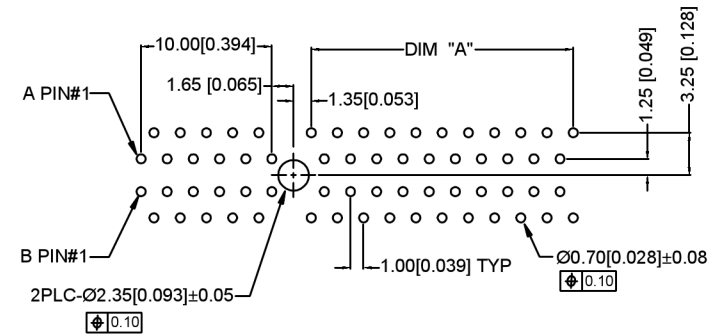 10.00[0.394]
DIM "A"
1.65 [0.065]
1.35[0.053]
1.25 [0.049]
3.25 [0.128]
A PIN#1
B PIN#1
1.00[0.039] TYP
Ø0.70[0.028]±0.08
⌖ 0.10
2PLC-Ø2.35[0.093]±0.05
⌖ 0.10